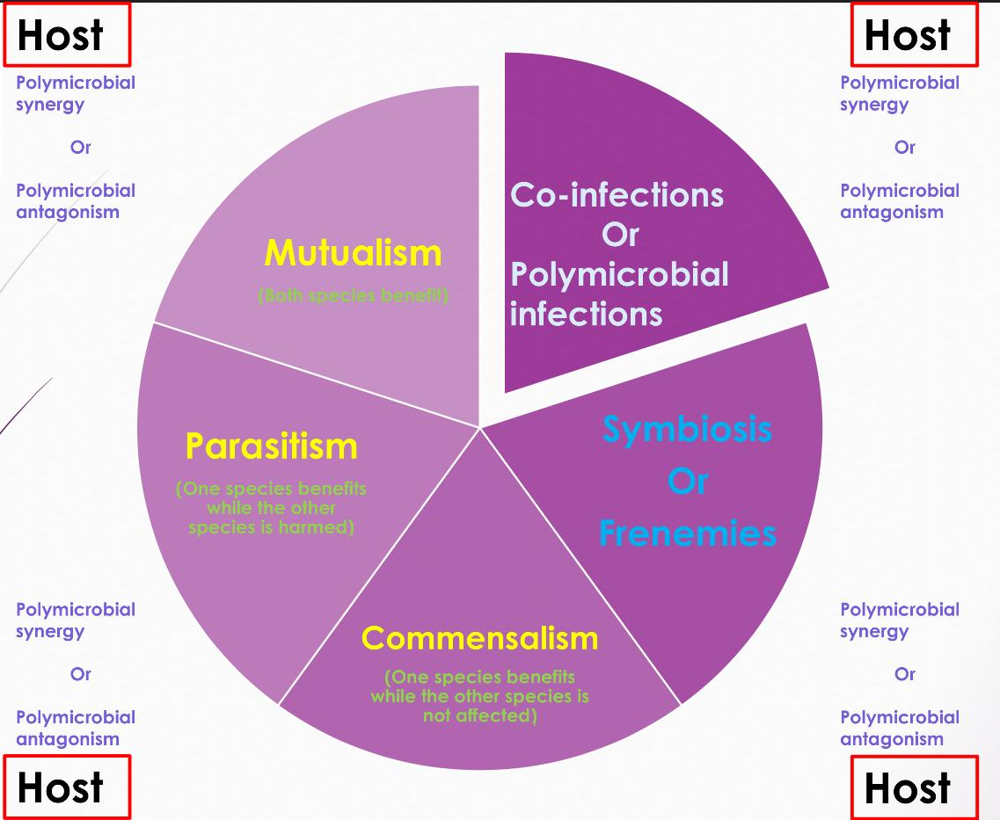 Host
Polymicrobial
synergy
Or
Polymicrobial
antagonism
Host
Polymicrobial
synergy
Or
Polymicrobial
antagonism
Co-infections
Or
Polymicrobial
infections
Mutualism
(Both species benefit)
Symbiosis
Or
Frenemies
Parasitism
(One species benefits
while the other
species is harmed)
Commensalism
(One species benefits
while the other species is
not affected)
Polymicrobial
synergy
Or
Polymicrobial
antagonism
Host
Polymicrobial
synergy
Or
Polymicrobial
antagonism
Host